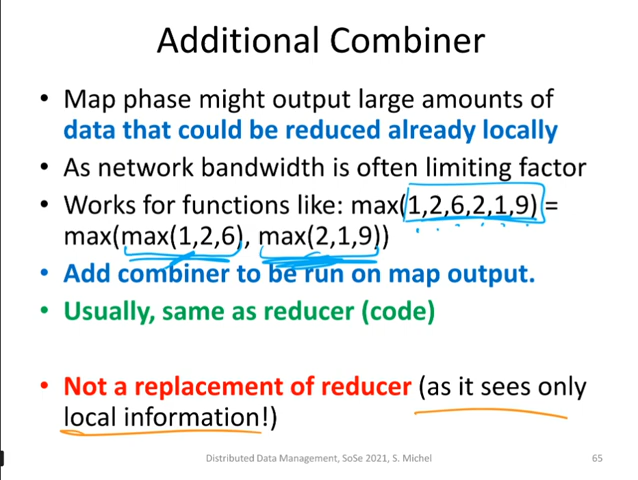 Additional Combiner
• Map phase might output large amounts of
data that could be reduced already locally
• As network bandwidth is often limiting factor
• Works for functions like: max(1,2,6,2,1,9) =
max(max(1,2,6), max(2,1,9))
• Add combiner to be run on map output.
• Usually, same as reducer (code)
• Not a replacement of reducer (as it sees only
local information!)
Distributed Data Management, SoSe 2021, S. Michel
65